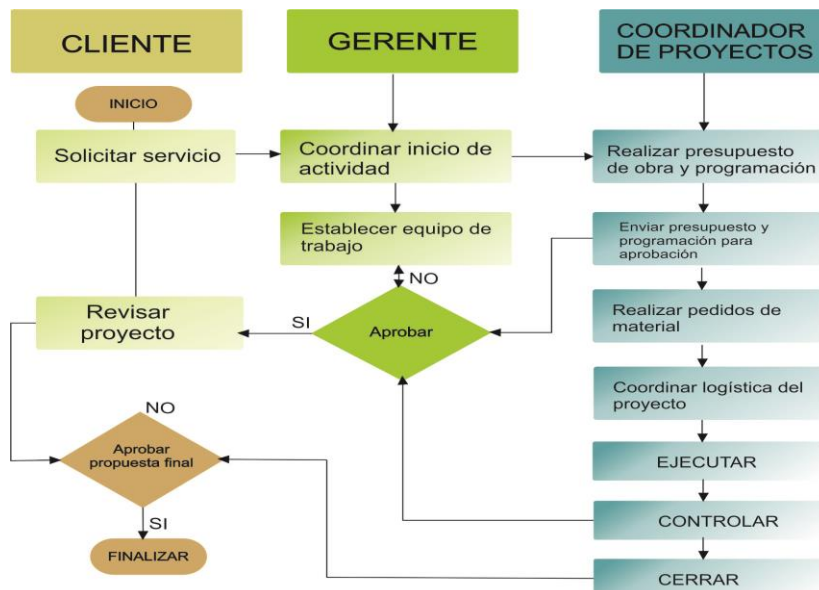 CLIENTE
GERENTE
COORDINADOR
DE PROYECTOS
INICIO
Solicitar servicio
Coordinar inicio de
actividad
Realizar presupuesto
de obra y programación
Establecer equipo de
trabajo
Enviar presupuesto y
programación para
aprobación
NO
Revisar
proyecto
SI
Aprobar
Realizar pedidos de
material
Coordinar logística del
proyecto
NO
Aprobar
propuesta final
EJECUTAR
SI
CONTROLAR
FINALIZAR
CERRAR